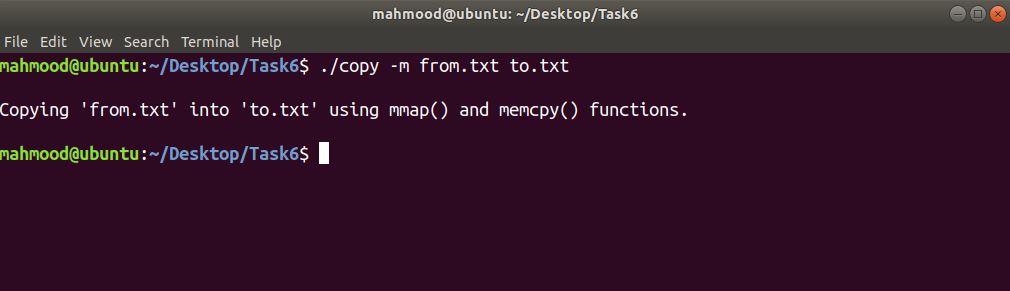 mahmood@ubuntu: ~/Desktop/Task6
File Edit View Search Terminal Help
mahmood@ubuntu:~/Desktop/Task6$ ./copy -m from.txt to.txt
Copying 'from.txt' into 'to.txt' using mmap() and memcpy() functions.
mahmood@ubuntu:~/Desktop/Task6$